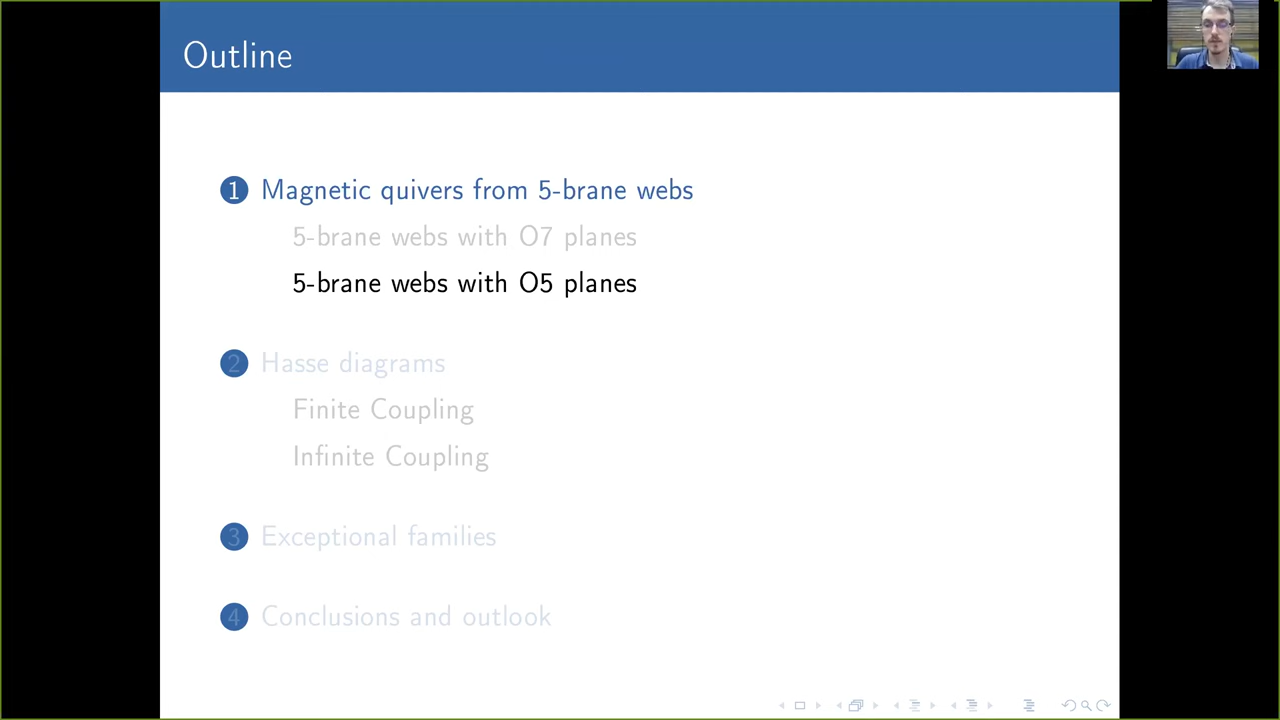 Outline
1 Magnetic quivers from 5-brane webs
5-brane webs with O7 planes
5-brane webs with O5 planes
2 Hasse diagrams
Finite Coupling
Infinite Coupling
3 Exceptional families
4 Conclusions and outlook